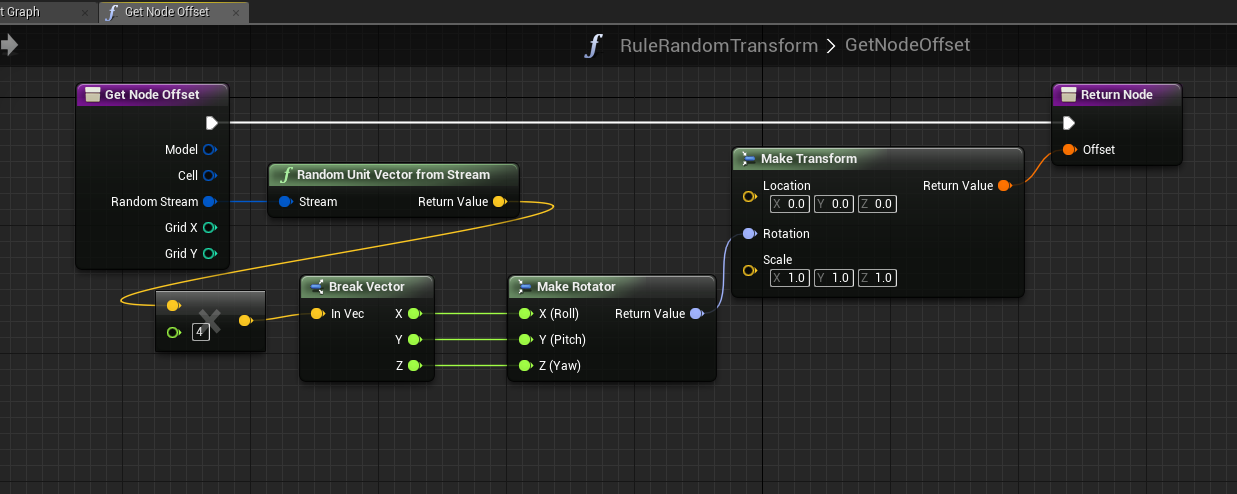 t Graph
Get Node Offset
RuleRandomTransform > GetNodeOffset
Get Node Offset
Model
Cell
Random Stream
Grid X
Grid Y
Random Unit Vector from Stream
Stream
Return Value
4
Break Vector
In Vec
X
Y
Z
Make Rotator
X (Roll)
Return Value
Y (Pitch)
Z (Yaw)
Make Transform
Location
Return Value
X 0.0 Y 0.0 Z 0.0
Rotation
Scale
X 1.0 Y 1.0 Z 1.0
Return Node
Offset